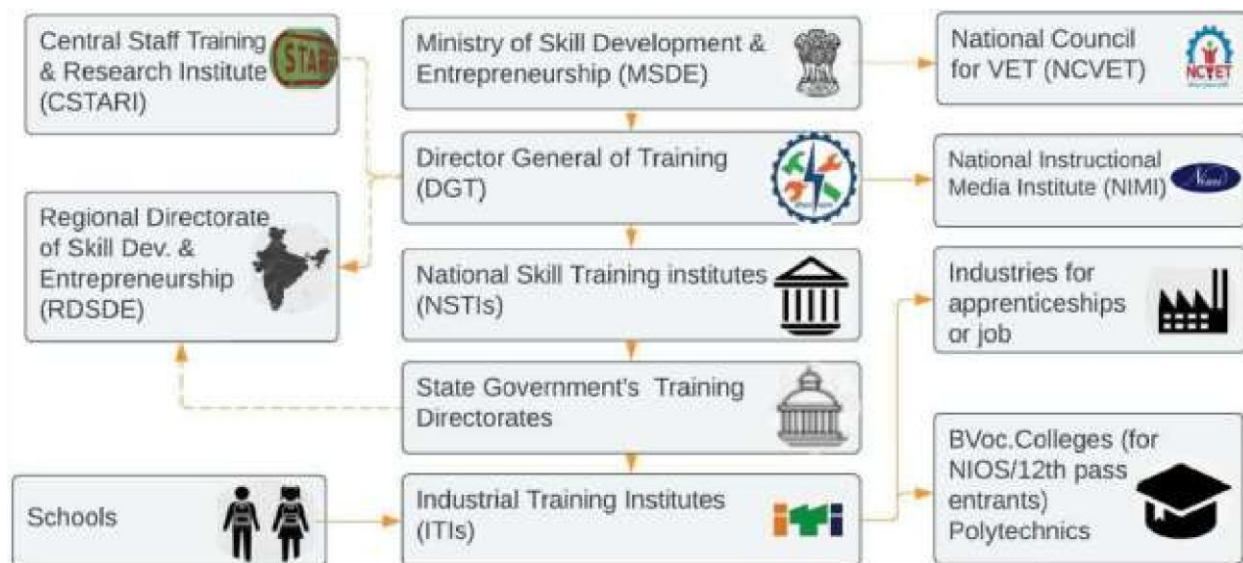 Central Staff Training
& Research Institute
(CSTARI)
STAR
Ministry of Skill Development &
Entrepreneurship (MSDE)
National Council
for VET (NCVET)
NCVET
Director General of Training
(DGT)
National Instructional
Media Institute (NIMI)
Nimi
Regional Directorate
of Skill Dev. &
Entrepreneurship
(RDSDE)
National Skill Training institutes
(NSTIs)
Industries for
apprenticeships
or job
State Government's Training
Directorates
BVoc.Colleges (for
NIOS/12th pass
entrants)
Polytechnics
Schools
Industrial Training Institutes
(ITIs)
iti